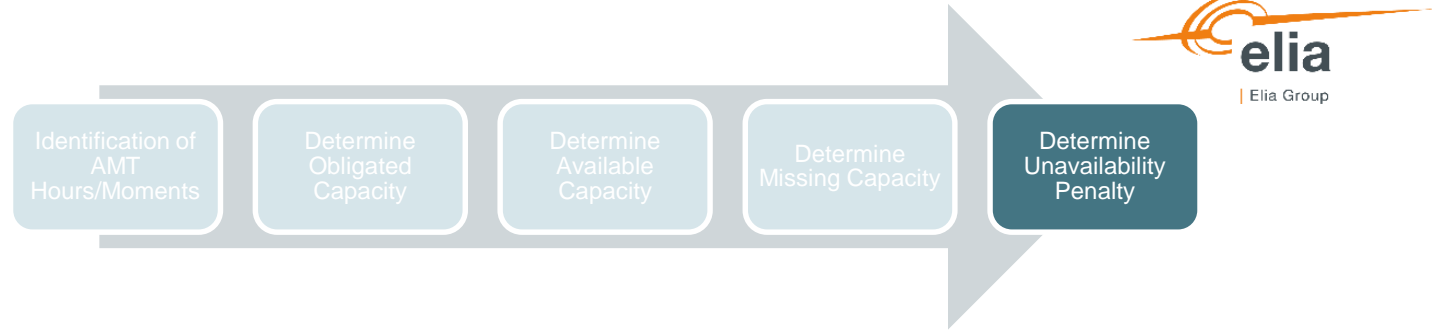 elia
| Elia Group
Identification of
AMT
Hours/Moments
Determine
Obligated
Capacity
Determine
Available
Capacity
Determine
Missing Capacity
Determine
Unavailability
Penalty